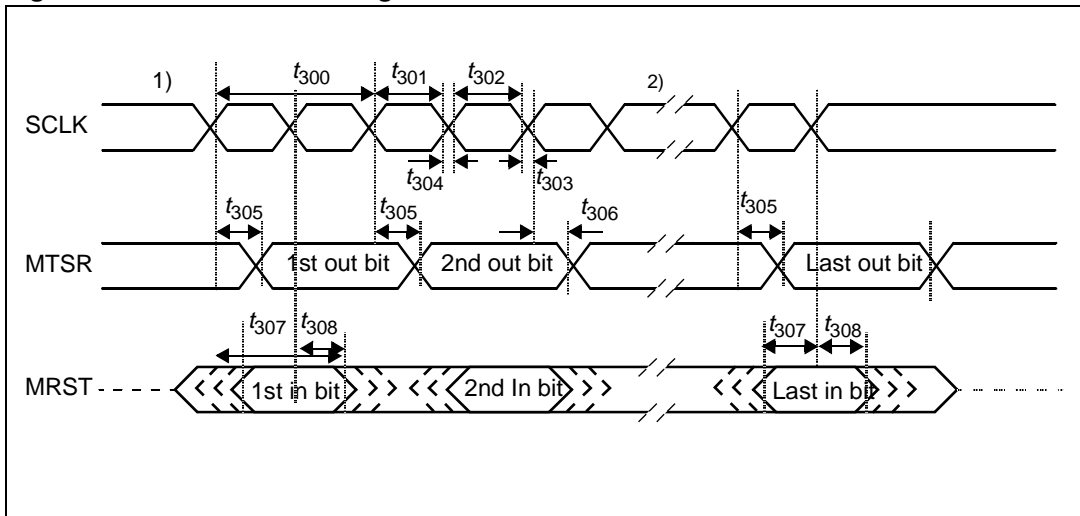 1) t300 t301 t302 2)
SCLK
t304 t303
t305 t305 t306 t305
MTSR 1st out bit 2nd out bit Last out bit
t307 t308 t307 t308
MRST 1st in bit 2nd In bit Last in bit